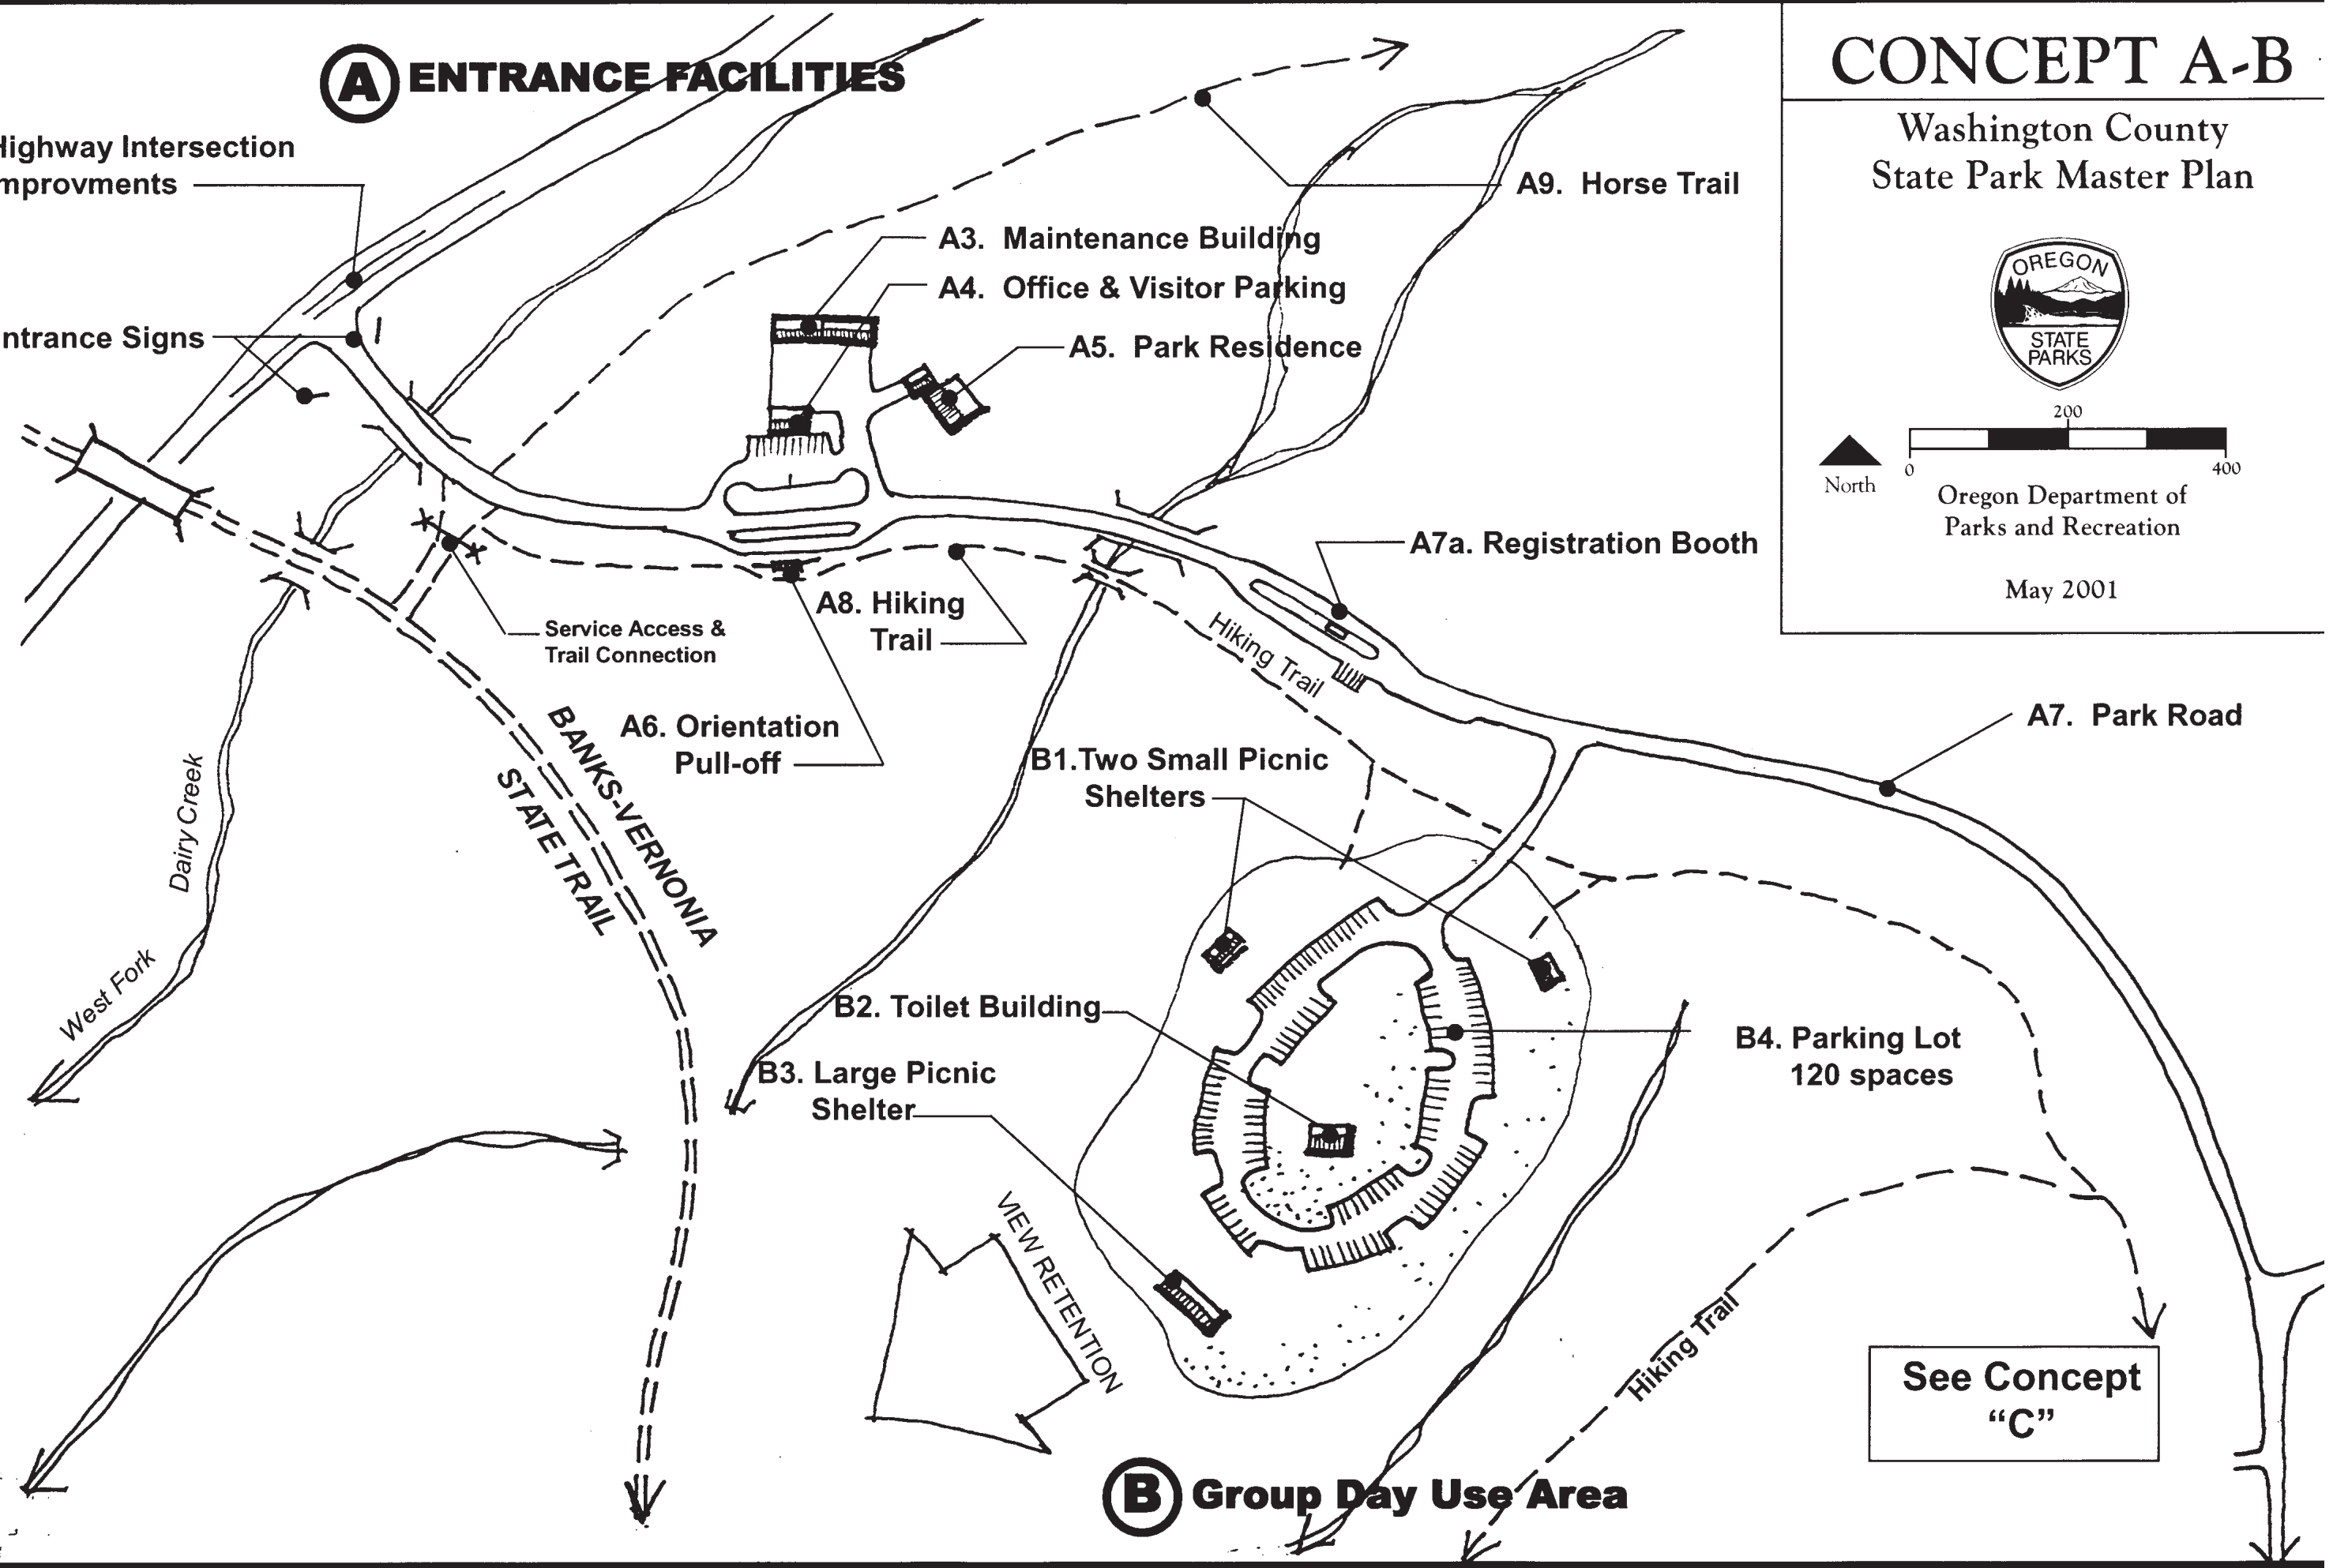 A ENTRANCE FACILITIES
Highway Intersection
mprovments
ntrance Signs
A9. Horse Trail
A3. Maintenance Building
A4. Office & Visitor Parking
A5. Park Residence
CONCEPT A-B
Washington County
State Park Master Plan
OREGON
STATE
PARKS
200
0
400
North
Oregon Department of
Parks and Recreation
May 2001
A7a. Registration Booth
A8. Hiking
Trail
Service Access &
Trail Connection
Hiking Trail
A6. Orientation
Pull-off
A7. Park Road
BANKS-VERNONIA
STATE TRAIL
Dairy Creek
West Fork
B1.Two Small Picnic
Shelters
B2. Toilet Building
B3. Large Picnic
Shelter
B4. Parking Lot
120 spaces
VIEW RETENTION
Hiking Trail
See Concept
“C”
B Group Day Use Area